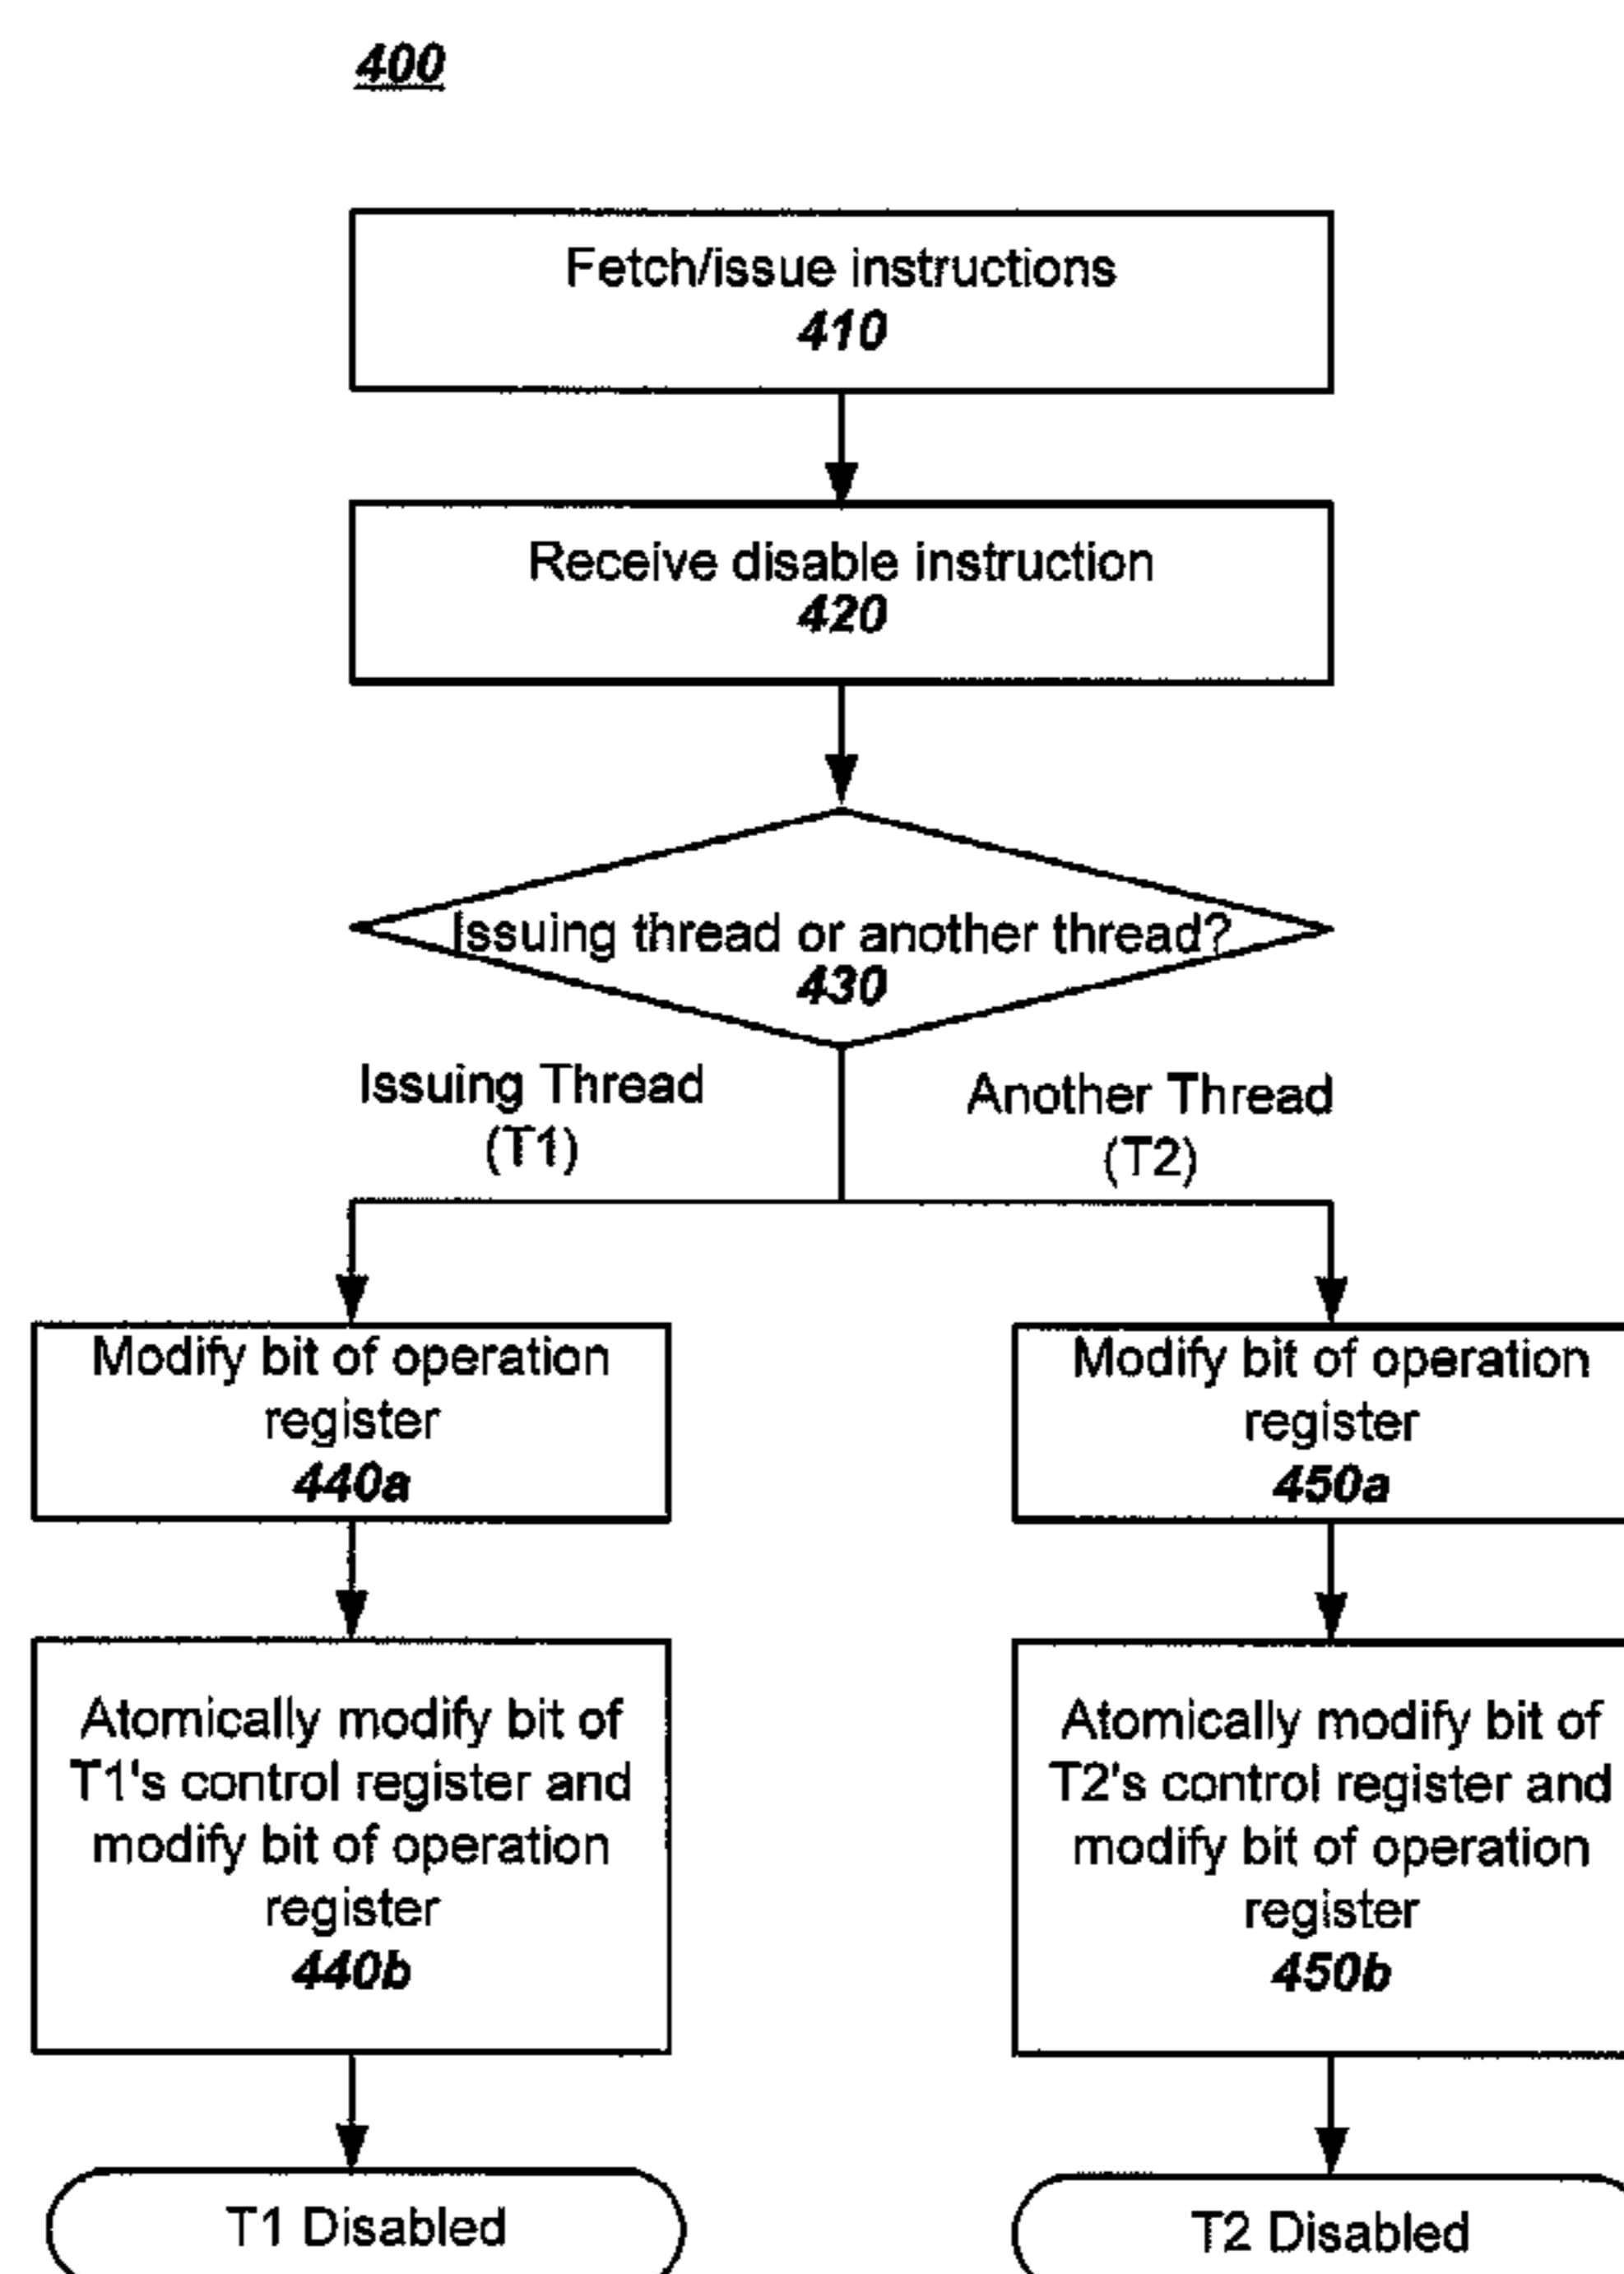 400
Fetch/issue instructions
410
Receive disable instruction
420
Issuing thread or another thread?
430
Issuing Thread
(T1)
Another Thread
(T2)
Modify bit of operation
register
440a
Modify bit of operation
register
450a
Atomically modify bit of
T1's control register and
modify bit of operation
register
440b
Atomically modify bit of
T2's control register and
modify bit of operation
register
450b
T1 Disabled
T2 Disabled